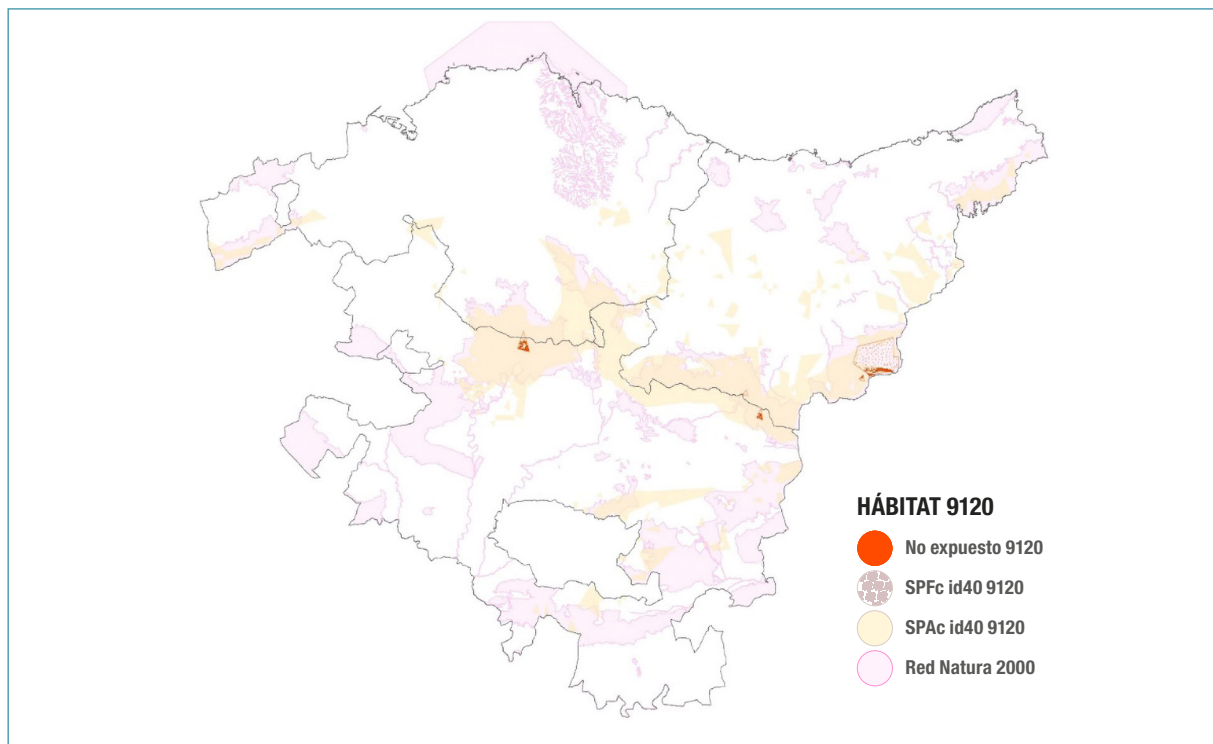 HÁBITAT 9120
No expuesto 9120
SPFc id40 9120
SPAc id40 9120
Red Natura 2000